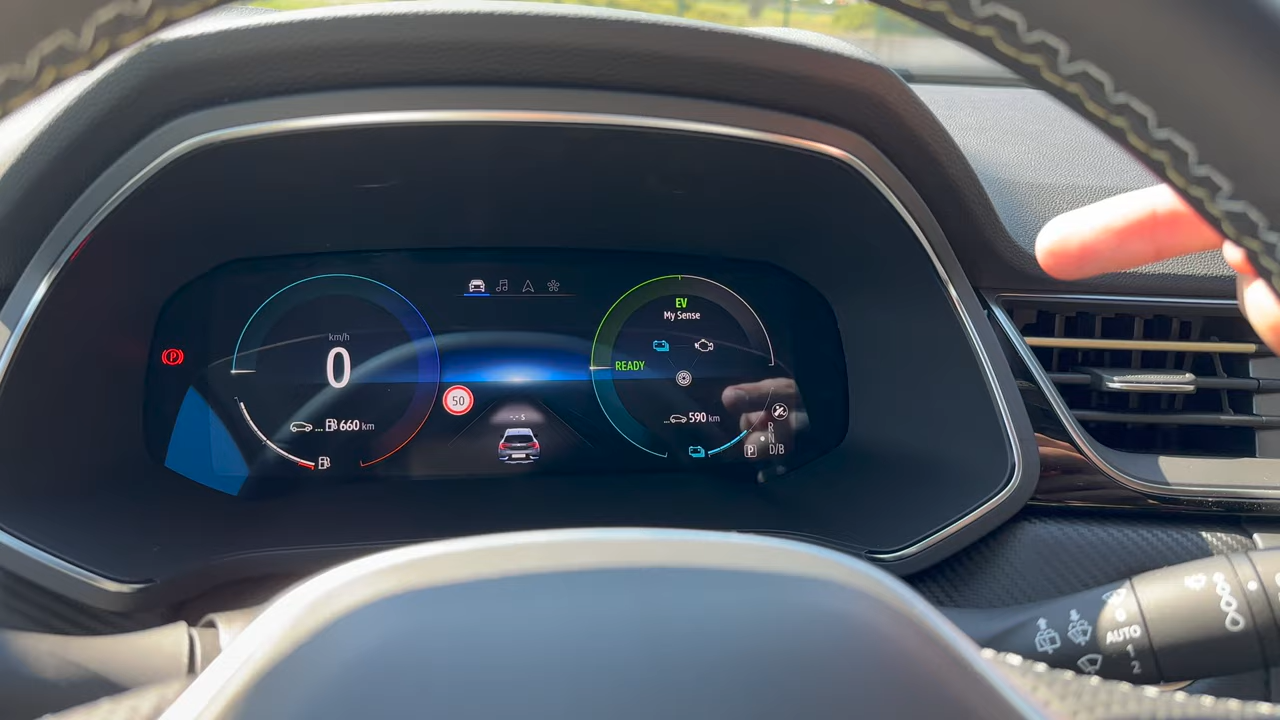 EV
My Sense
km/h
0
READY
P
50
590 km
... 660 km
-.- s
R
N
D/B
P
AUTO
1
2